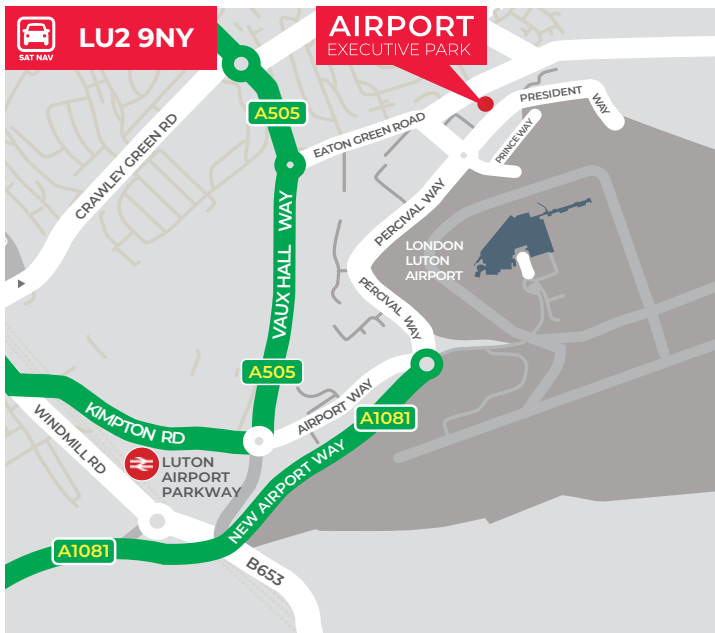 SAT NAV
LU2 9NY
AIRPORT
EXECUTIVE PARK
A505
EATON GREEN ROAD
PRESIDENT WAY
PRINCE WAY
CRAWLEY GREEN RD
PERCIVAL WAY
VAUXHALL WAY
LONDON
LUTON
AIRPORT
PERCIVAL WAY
A505
AIRPORT WAY
A1081
KIMPTON RD
WINDMILL RD
LUTON
AIRPORT
PARKWAY
NEW AIRPORT WAY
A1081
B653